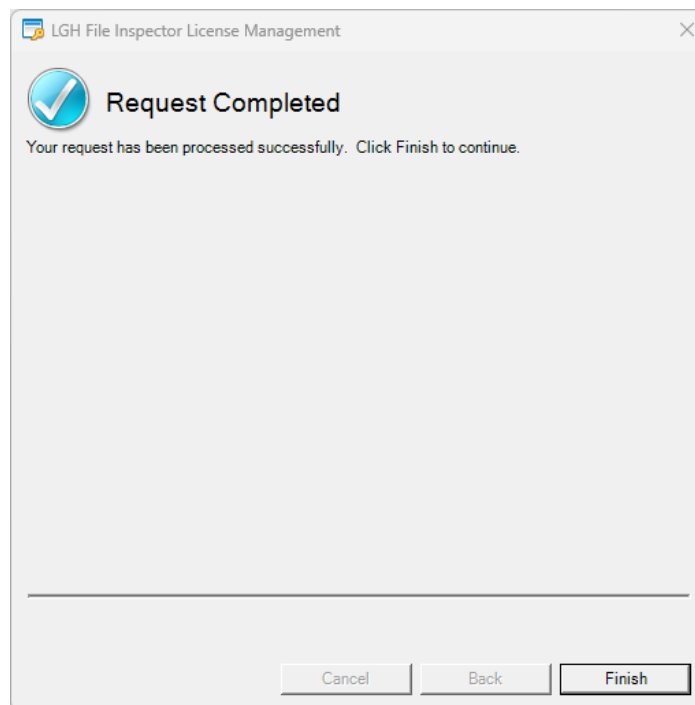 LGH File Inspector License Management
Request Completed
Your request has been processed successfully.  Click Finish to continue.
Cancel
Back
Finish